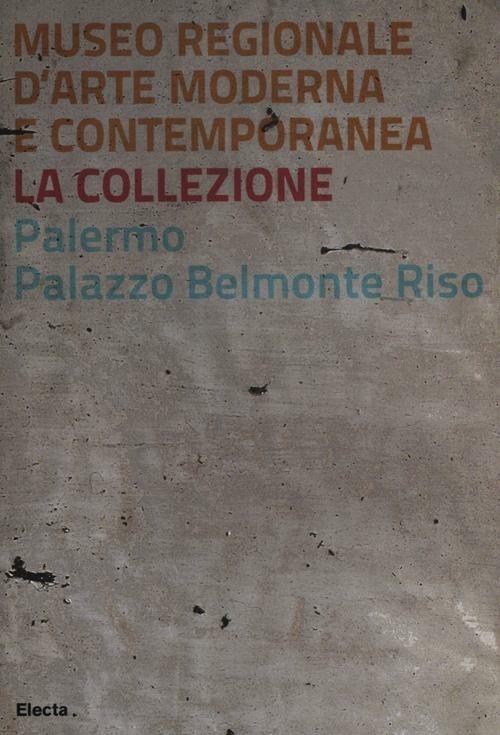 MUSEO REGIONALE
D'ARTE MODERNA
E CONTEMPORANEA
LA COLLEZIONE
Palermo
Palazzo Belmonte Riso
Electa